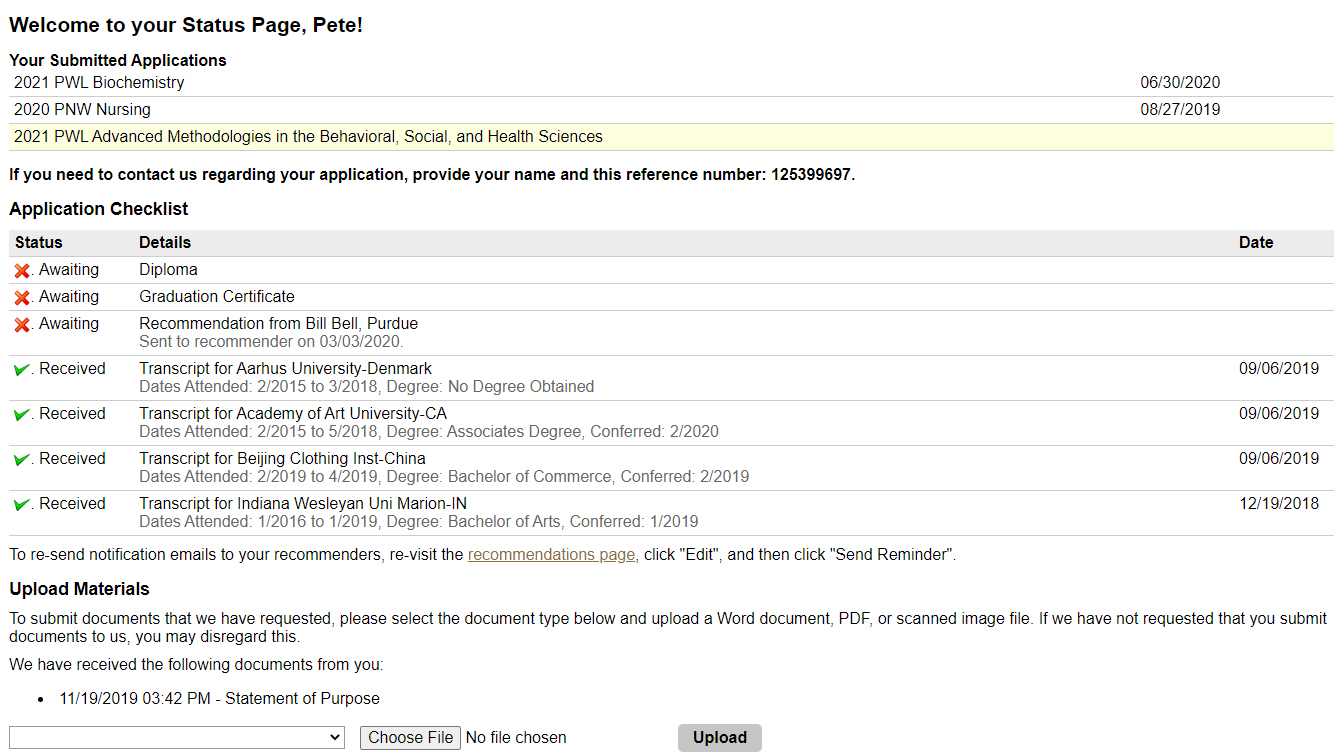 Welcome to your Status Page, Pete!
Your Submitted Applications
2021 PWL Biochemistry 06/30/2020
2020 PNW Nursing 08/27/2019
2021 PWL Advanced Methodologies in the Behavioral, Social, and Health Sciences
If you need to contact us regarding your application, provide your name and this reference number: 125399697.
Application Checklist
Status Details Date
. Awaiting Diploma
. Awaiting Graduation Certificate
. Awaiting Recommendation from Bill Bell, Purdue
Sent to recommender on 03/03/2020.
. Received Transcript for Aarhus University-Denmark 09/06/2019
Dates Attended: 2/2015 to 3/2018, Degree: No Degree Obtained
. Received Transcript for Academy of Art University-CA 09/06/2019
Dates Attended: 2/2015 to 5/2018, Degree: Associates Degree, Conferred: 2/2020
. Received Transcript for Beijing Clothing Inst-China 09/06/2019
Dates Attended: 2/2019 to 4/2019, Degree: Bachelor of Commerce, Conferred: 2/2019
. Received Transcript for Indiana Wesleyan Uni Marion-IN 12/19/2018
Dates Attended: 1/2016 to 1/2019, Degree: Bachelor of Arts, Conferred: 1/2019
To re-send notification emails to your recommenders, re-visit the recommendations page, click "Edit", and then click "Send Reminder".
Upload Materials
To submit documents that we have requested, please select the document type below and upload a Word document, PDF, or scanned image file. If we have not requested that you submit
documents to us, you may disregard this.
We have received the following documents from you:
• 11/19/2019 03:42 PM - Statement of Purpose
Choose File No file chosen Upload